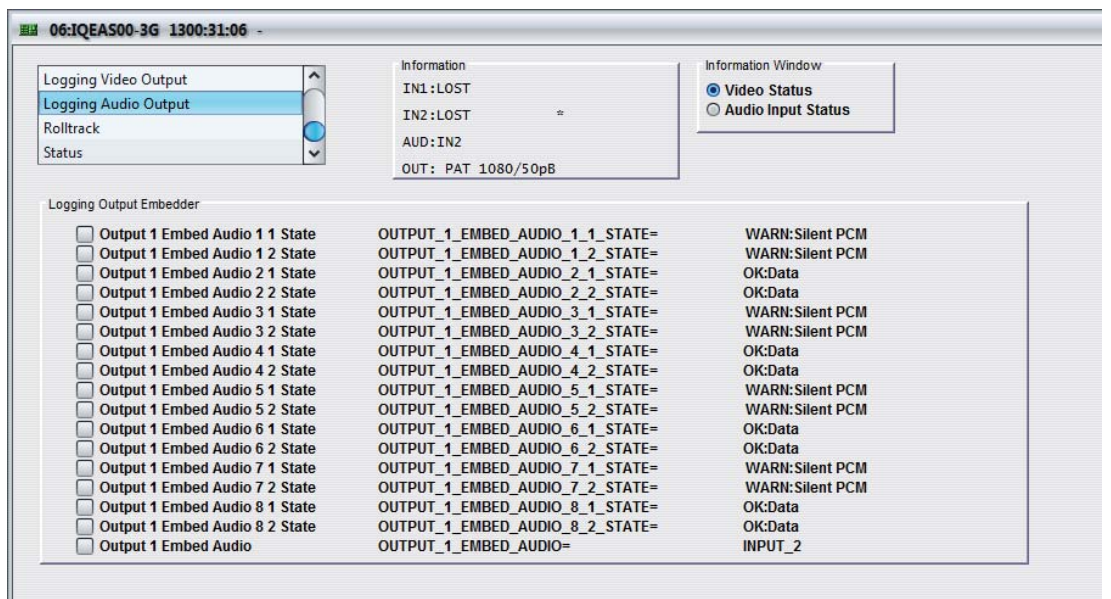 06:IQEAS00-3G 1300:31:06 -
Logging Video Output
Logging Audio Output
Rolltrack
Status
Information
IN1:LOST
IN2:LOST *
AUD:IN2
OUT: PAT 1080/50pB
Information Window
Video Status
Audio Input Status
Logging Output Embedder
Output 1 Embed Audio 1 1 State OUTPUT_1_EMBED_AUDIO_1_1_STATE= WARN:Silent PCM
Output 1 Embed Audio 1 2 State OUTPUT_1_EMBED_AUDIO_1_2_STATE= WARN:Silent PCM
Output 1 Embed Audio 2 1 State OUTPUT_1_EMBED_AUDIO_2_1_STATE= OK:Data
Output 1 Embed Audio 2 2 State OUTPUT_1_EMBED_AUDIO_2_2_STATE= OK:Data
Output 1 Embed Audio 3 1 State OUTPUT_1_EMBED_AUDIO_3_1_STATE= WARN:Silent PCM
Output 1 Embed Audio 3 2 State OUTPUT_1_EMBED_AUDIO_3_2_STATE= WARN:Silent PCM
Output 1 Embed Audio 4 1 State OUTPUT_1_EMBED_AUDIO_4_1_STATE= OK:Data
Output 1 Embed Audio 4 2 State OUTPUT_1_EMBED_AUDIO_4_2_STATE= OK:Data
Output 1 Embed Audio 5 1 State OUTPUT_1_EMBED_AUDIO_5_1_STATE= WARN:Silent PCM
Output 1 Embed Audio 5 2 State OUTPUT_1_EMBED_AUDIO_5_2_STATE= WARN:Silent PCM
Output 1 Embed Audio 6 1 State OUTPUT_1_EMBED_AUDIO_6_1_STATE= OK:Data
Output 1 Embed Audio 6 2 State OUTPUT_1_EMBED_AUDIO_6_2_STATE= OK:Data
Output 1 Embed Audio 7 1 State OUTPUT_1_EMBED_AUDIO_7_1_STATE= WARN:Silent PCM
Output 1 Embed Audio 7 2 State OUTPUT_1_EMBED_AUDIO_7_2_STATE= WARN:Silent PCM
Output 1 Embed Audio 8 1 State OUTPUT_1_EMBED_AUDIO_8_1_STATE= OK:Data
Output 1 Embed Audio 8 2 State OUTPUT_1_EMBED_AUDIO_8_2_STATE= OK:Data
Output 1 Embed Audio OUTPUT_1_EMBED_AUDIO= INPUT_2